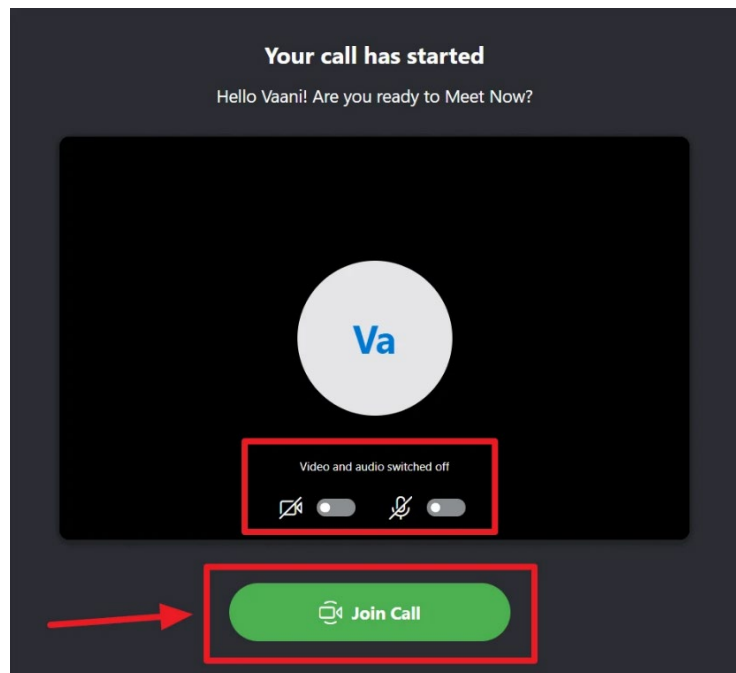 Your call has started
Hello Vaani! Are you ready to Meet Now?
Va
Video and audio switched off
Join Call